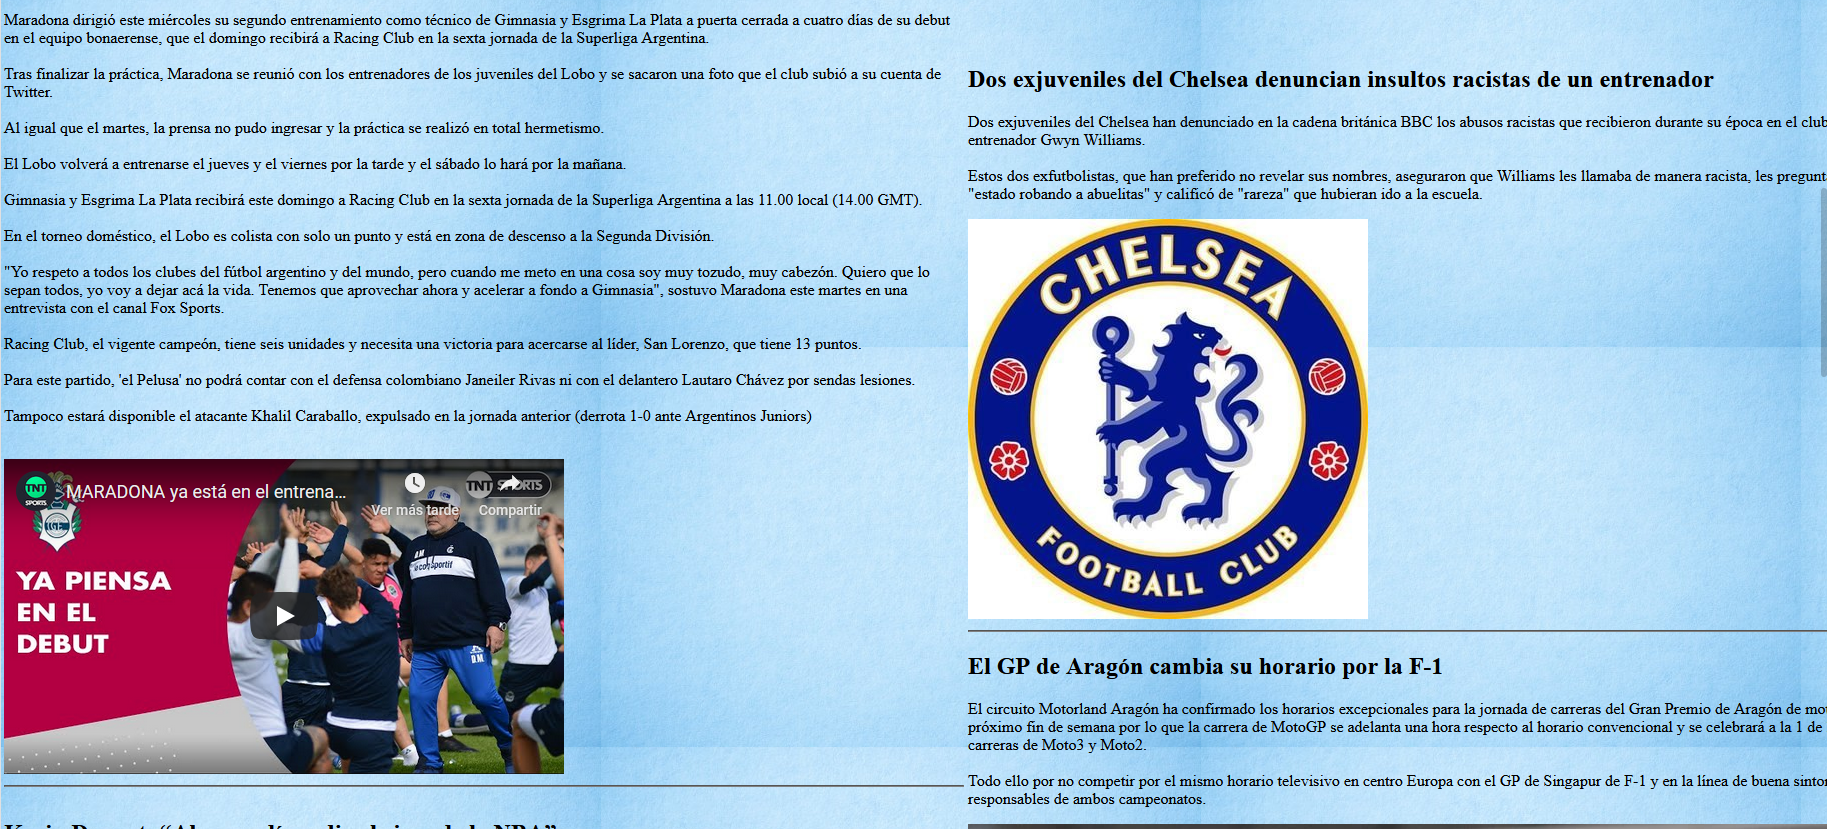 Maradona dirigió este miércoles su segundo entrenamiento como técnico de Gimnasia y Esgrima La Plata a puerta cerrada a cuatro días de su debut
en el equipo bonaerense, que el domingo recibirá a Racing Club en la sexta jornada de la Superliga Argentina.
Tras finalizar la práctica, Maradona se reunió con los entrenadores de los juveniles del Lobo y se sacaron una foto que el club subió a su cuenta de
Twitter.
Al igual que el martes, la prensa no pudo ingresar y la práctica se realizó en total hermetismo.
El Lobo volverá a entrenarse el jueves y el viernes por la tarde y el sábado lo hará por la mañana.
Gimnasia y Esgrima La Plata recibirá este domingo a Racing Club en la sexta jornada de la Superliga Argentina a las 11.00 local (14.00 GMT).
En el torneo doméstico, el Lobo es colista con solo un punto y está en zona de descenso a la Segunda División.
"Yo respeto a todos los clubes del fútbol argentino y del mundo, pero cuando me meto en una cosa soy muy tozudo, muy cabezón. Quiero que lo
sepan todos, yo voy a dejar acá la vida. Tenemos que aprovechar ahora y acelerar a fondo a Gimnasia", sostuvo Maradona este martes en una
entrevista con el canal Fox Sports.
Racing Club, el vigente campeón, tiene seis unidades y necesita una victoria para acercarse al líder, San Lorenzo, que tiene 13 puntos.
Para este partido, 'el Pelusa' no podrá contar con el defensa colombiano Janeiler Rivas ni con el delantero Lautaro Chávez por sendas lesiones.
Tampoco estará disponible el atacante Khalil Caraballo, expulsado en la jornada anterior (derrota 1-0 ante Argentinos Juniors)
TNT SPORTS
MARADONA ya está en el entrena…
Ver más tarde
Compartir
TNT SPORTS
YA PIENSA
EN EL
DEBUT
D.M.
le coq sportif
D.M.
Dos exjuveniles del Chelsea denuncian insultos racistas de un entrenador
Dos exjuveniles del Chelsea han denunciado en la cadena británica BBC los abusos racistas que recibieron durante su época en el club
entrenador Gwyn Williams.
Estos dos exfutbolistas, que han preferido no revelar sus nombres, aseguraron que Williams les llamaba de manera racista, les pregunt
"estado robando a abuelitas" y calificó de "rareza" que hubieran ido a la escuela.
CHELSEA
FOOTBALL CLUB
El GP de Aragón cambia su horario por la F-1
El circuito Motorland Aragón ha confirmado los horarios excepcionales para la jornada de carreras del Gran Premio de Aragón de mo
próximo fin de semana por lo que la carrera de MotoGP se adelanta una hora respecto al horario convencional y se celebrará a la 1 de
carreras de Moto3 y Moto2.
Todo ello por no competir por el mismo horario televisivo en centro Europa con el GP de Singapur de F-1 y en la línea de buena sinto
responsables de ambos campeonatos.